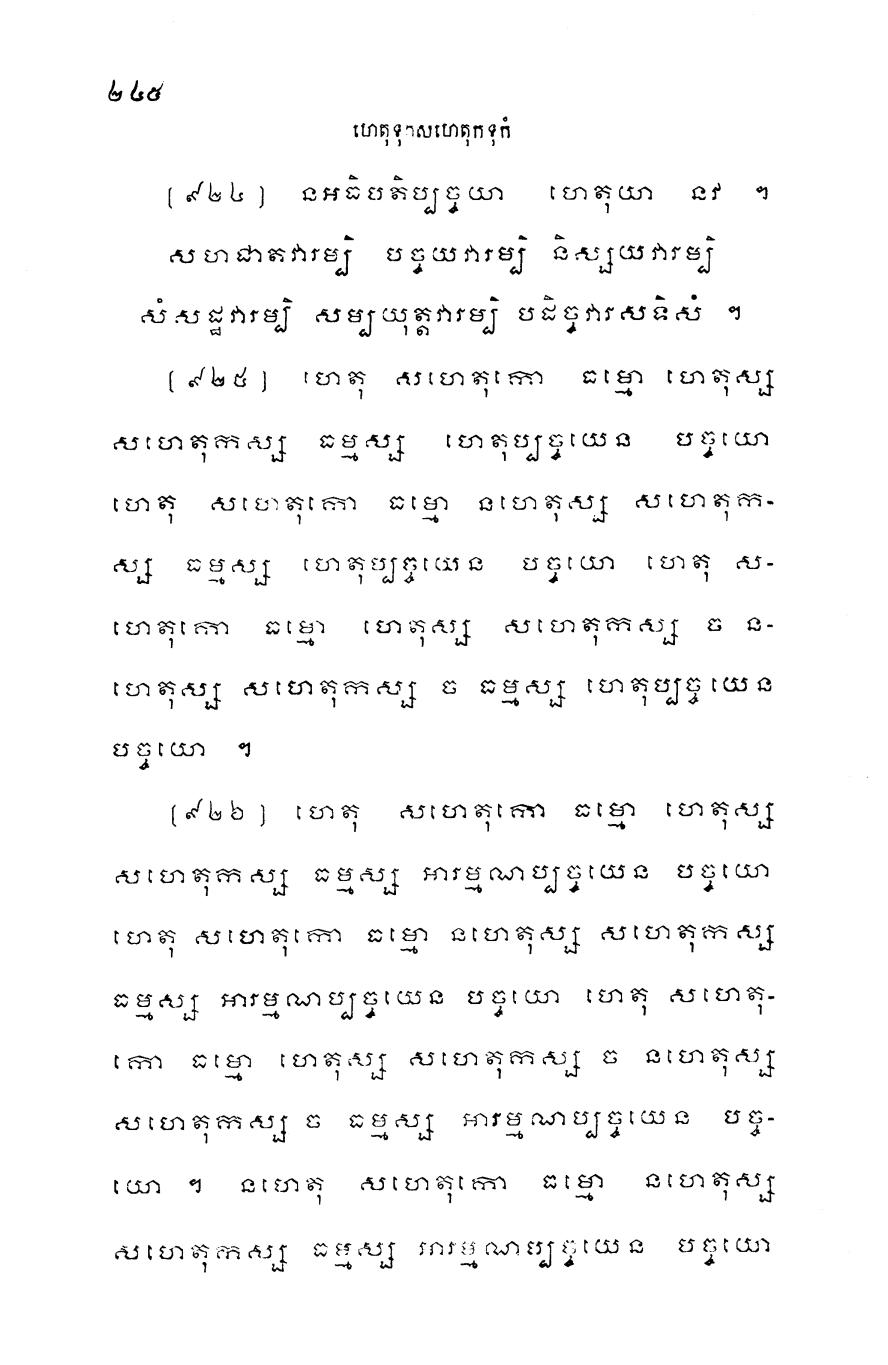 ២៤៥
ហេតុទុកសហេតុកទុកំ
(៩២៤) នអធិបតិប្បច្ចយា ហេតុយា នវ ។
សហជាតវារម្បិ បច្ចយវារម្បិ និស្សយវារម្បិ
សំសដ្ឋវារម្បិ សម្បយុត្តវារម្បិ បដិច្ចវារសទិសំ ។
(៩២៥) ហេតុ សហេតុកោ ធម្មោ ហេតុស្ស
សហេតុកស្ស ធម្មស្ស ហេតុប្បច្ចយេន បច្ចយោ
ហេតុ សហេតុកោ ធម្មោ នហេតុស្ស សហេតុក-
ស្ស ធម្មស្ស ហេតុប្បច្ចយេន បច្ចយោ ហេតុ ស-
ហេតុកោ ធម្មោ ហេតុស្ស សហេតុកស្ស ច ន-
ហេតុស្ស សហេតុកស្ស ច ធម្មស្ស ហេតុប្បច្ចយេន
បច្ចយោ ។
(៩២៦) ហេតុ សហេតុកោ ធម្មោ ហេតុស្ស
សហេតុកស្ស ធម្មស្ស អារម្មណប្បច្ចយេន បច្ចយោ
ហេតុ សហេតុកោ ធម្មោ នហេតុស្ស សហេតុកស្ស
ធម្មស្ស អារម្មណប្បច្ចយេន បច្ចយោ ហេតុ សហេតុ-
កោ ធម្មោ ហេតុស្ស សហេតុកស្ស ច នហេតុស្ស
សហេតុកស្ស ច ធម្មស្ស អារម្មណប្បច្ចយេន បច្ច-
យោ ។ នហេតុ សហេតុកោ ធម្មោ នហេតុស្ស
សហេតុកស្ស ធម្មស្ស អារម្មណប្បច្ចយេន បច្ចយោ